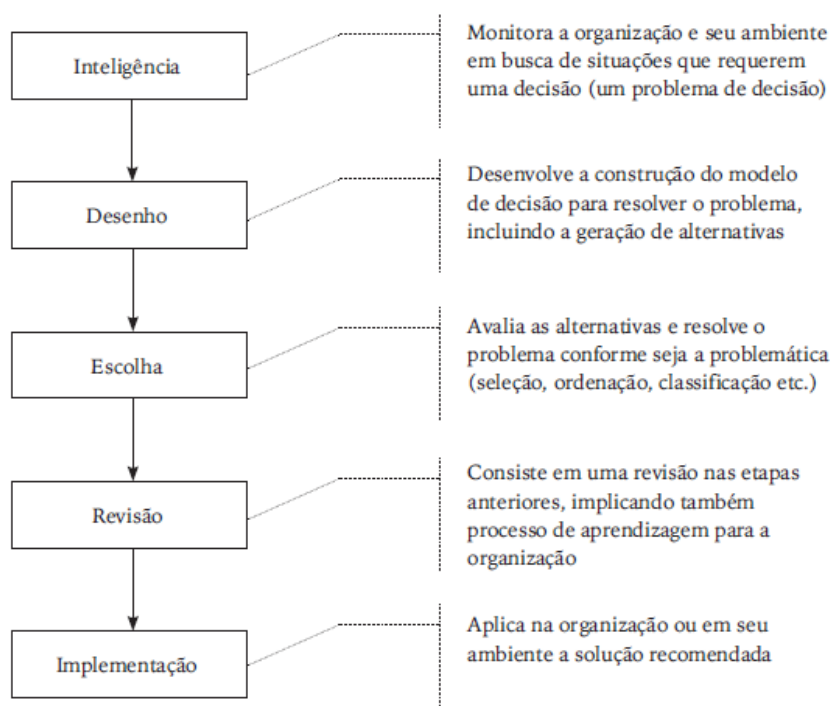 Inteligência
Monitora a organização e seu ambiente
em busca de situações que requerem
uma decisão (um problema de decisão)
Desenho
Desenvolve a construção do modelo
de decisão para resolver o problema,
incluindo a geração de alternativas
Escolha
Avalia as alternativas e resolve o
problema conforme seja a problemática
(seleção, ordenação, classificação etc.)
Revisão
Consiste em uma revisão nas etapas
anteriores, implicando também
processo de aprendizagem para a
organização
Implementação
Aplica na organização ou em seu
ambiente a solução recomendada